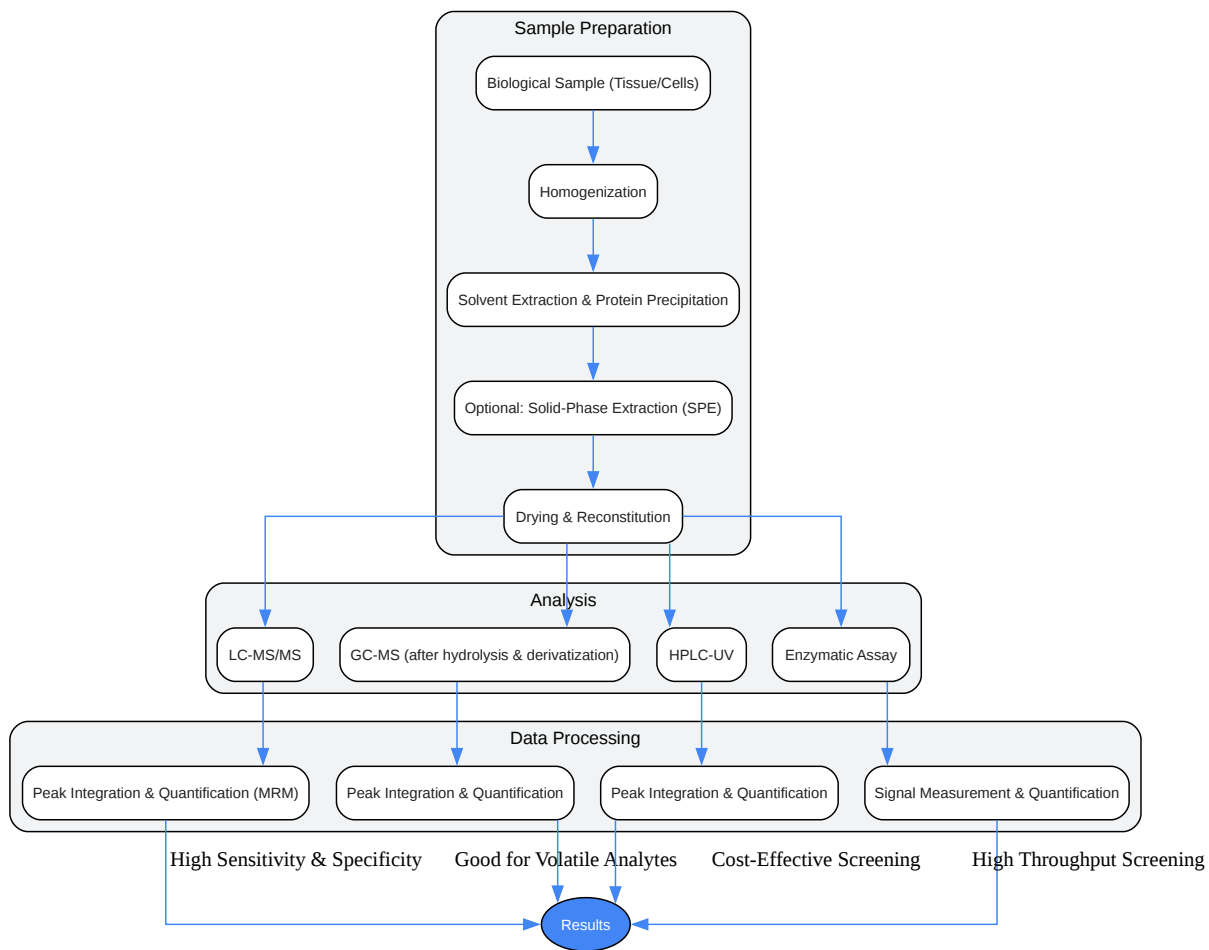 Sample Preparation
Biological Sample (Tissue/Cells)
Homogenization
Solvent Extraction & Protein Precipitation
Optional: Solid-Phase Extraction (SPE)
Drying & Reconstitution
Analysis
LC-MS/MS
GC-MS (after hydrolysis & derivatization)
HPLC-UV
Enzymatic Assay
Data Processing
Peak Integration & Quantification (MRM)
Peak Integration & Quantification
Peak Integration & Quantification
Signal Measurement & Quantification
High Sensitivity & Specificity
Good for Volatile Analytes
Cost-Effective Screening
High Throughput Screening
Results